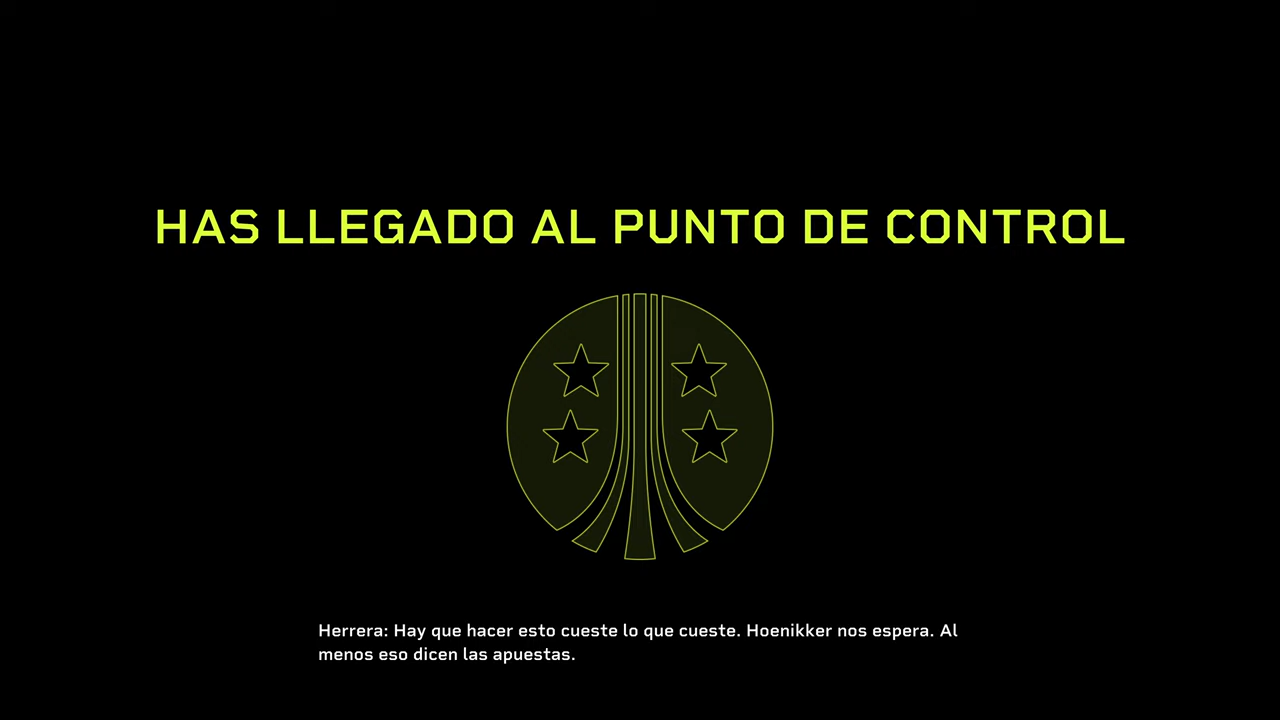 HAS LLEGADO AL PUNTO DE CONTROL
Herrera: Hay que hacer esto cueste lo que cueste. Hoenikker nos espera. Al
menos eso dicen las apuestas.